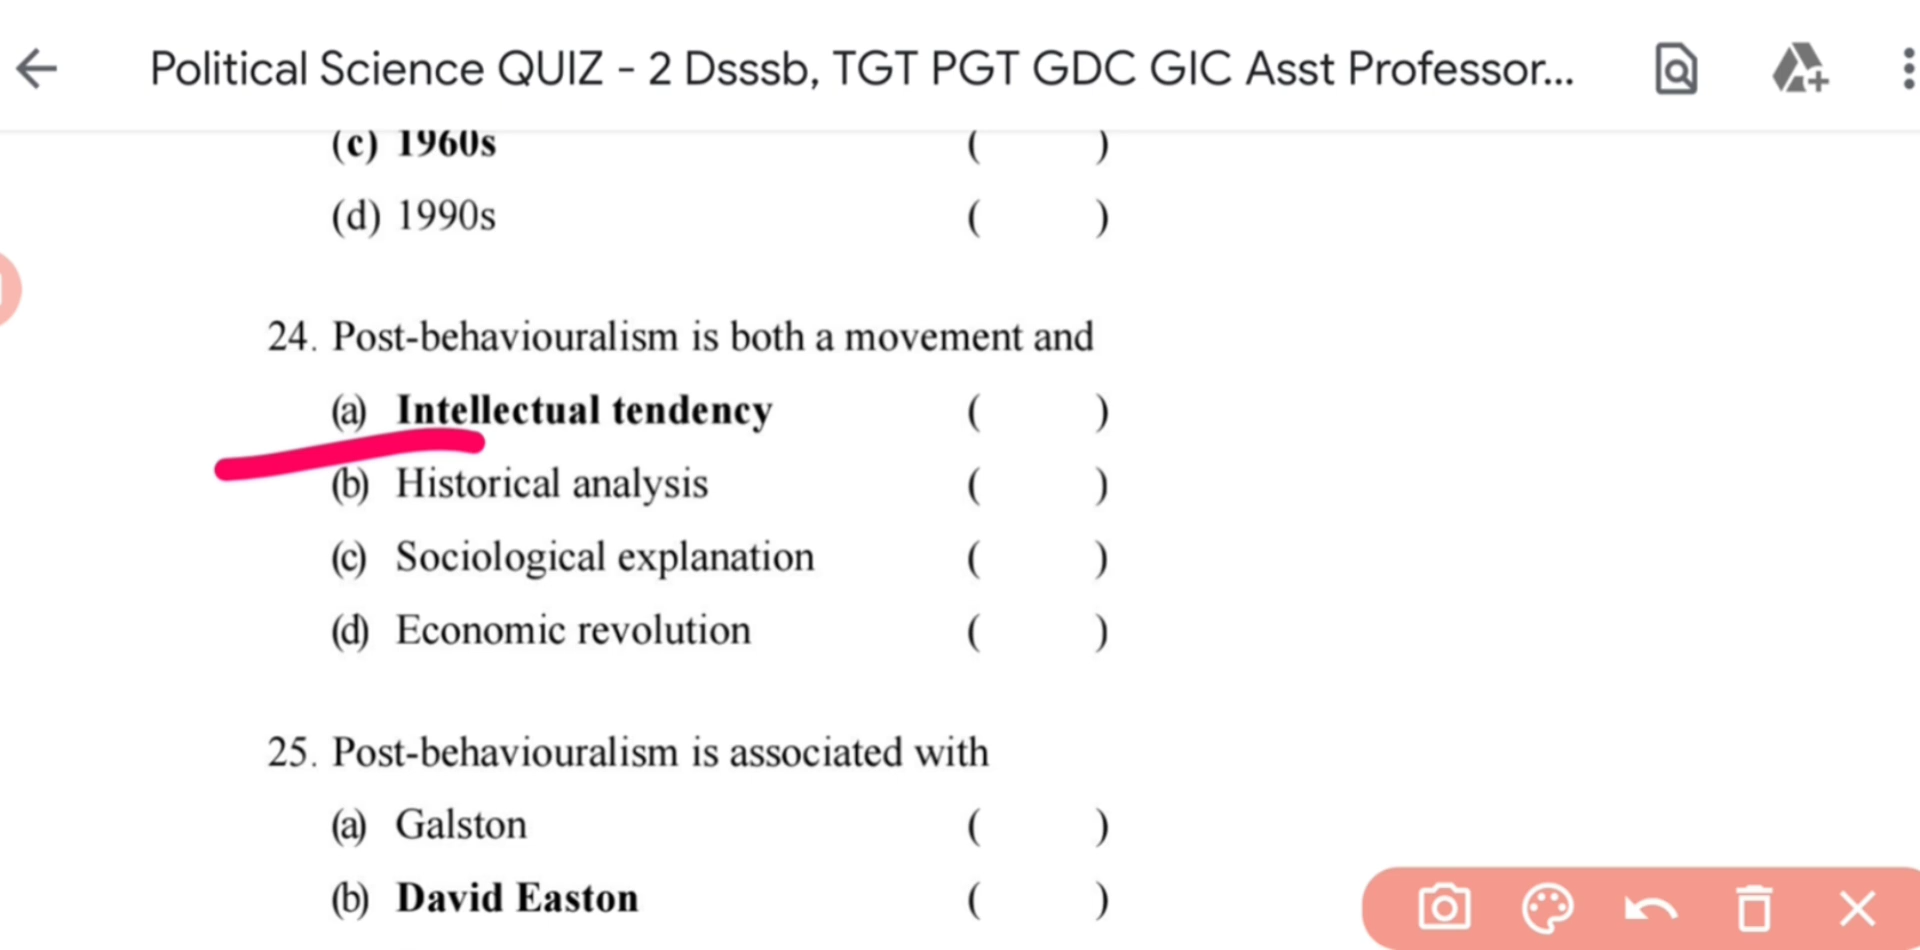 Political Science QUIZ - 2 Dsssb, TGT PGT GDC GIC Asst Professor...
(c) 1960s ( )
(d) 1990s ( )
24. Post-behaviouralism is both a movement and
(a) Intellectual tendency ( )
(b) Historical analysis ( )
(c) Sociological explanation ( )
(d) Economic revolution ( )
25. Post-behaviouralism is associated with
(a) Galston ( )
(b) David Easton ( )